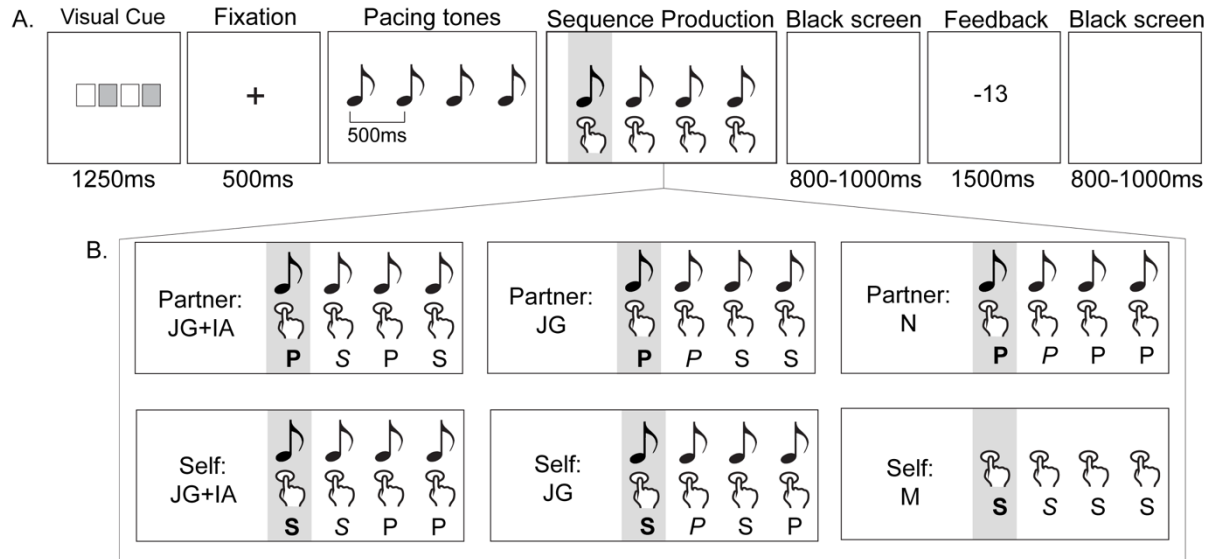 A. Visual Cue Fixation Pacing tones Sequence Production Black screen Feedback Black screen
+ -13
500ms
1250ms 500ms 800-1000ms 1500ms 800-1000ms
B.
Partner:
JG+IA
P S P S
Partner:
JG
P P S S
Partner:
N
P P P P
Self:
JG+IA
S S P P
Self:
JG
S P S P
Self:
M
S S S S